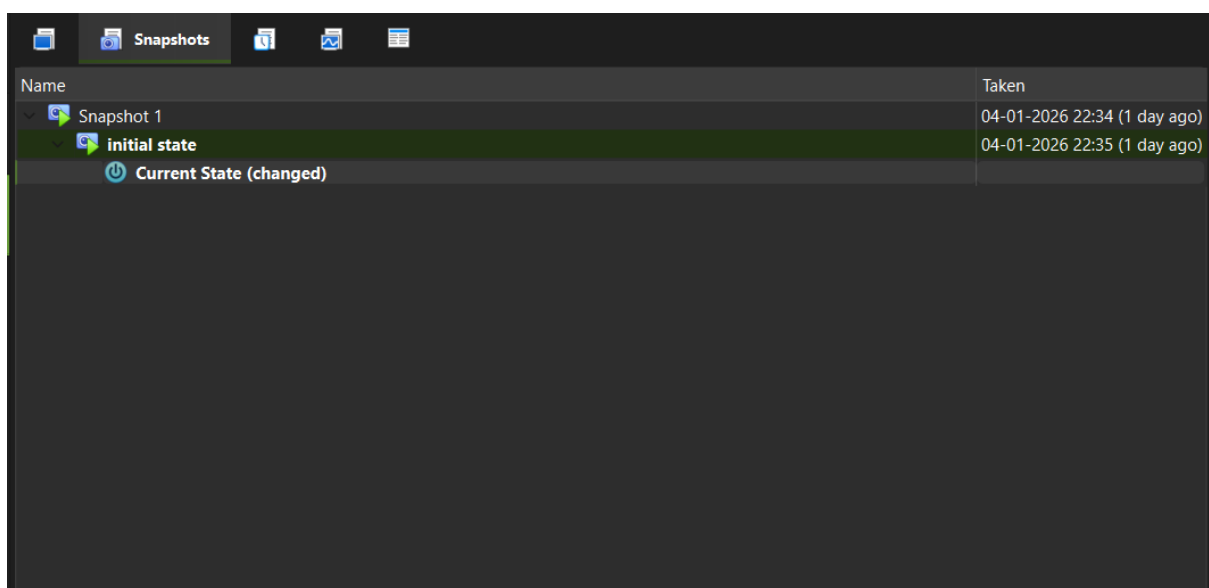 Snapshots
Name Taken
Snapshot 1 04-01-2026 22:34 (1 day ago)
initial state 04-01-2026 22:35 (1 day ago)
Current State (changed)